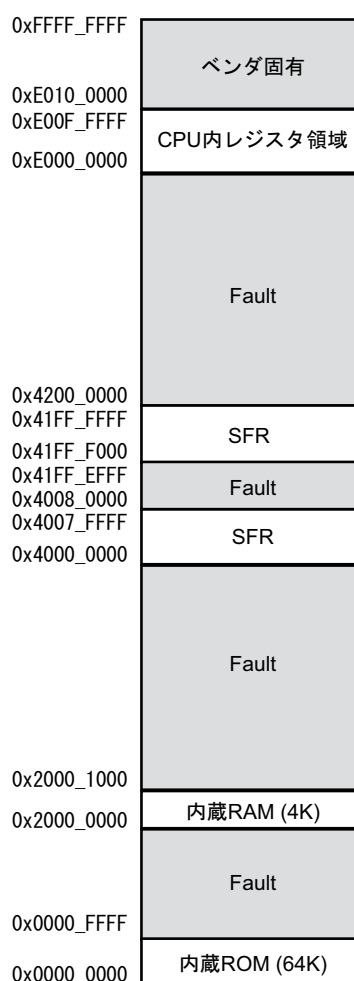 0xFFFF_FFFF
ベンダ固有
0xE010_0000
0xE00F_FFFF
CPU内レジスタ領域
0xE000_0000
Fault
0x4200_0000
0x41FF_FFFF
SFR
0x41FF_F000
0x41FF_EFFF
Fault
0x4008_0000
0x4007_FFFF
SFR
0x4000_0000
Fault
0x2000_1000
内蔵RAM (4K)
0x2000_0000
Fault
0x0000_FFFF
内蔵ROM (64K)
0x0000_0000